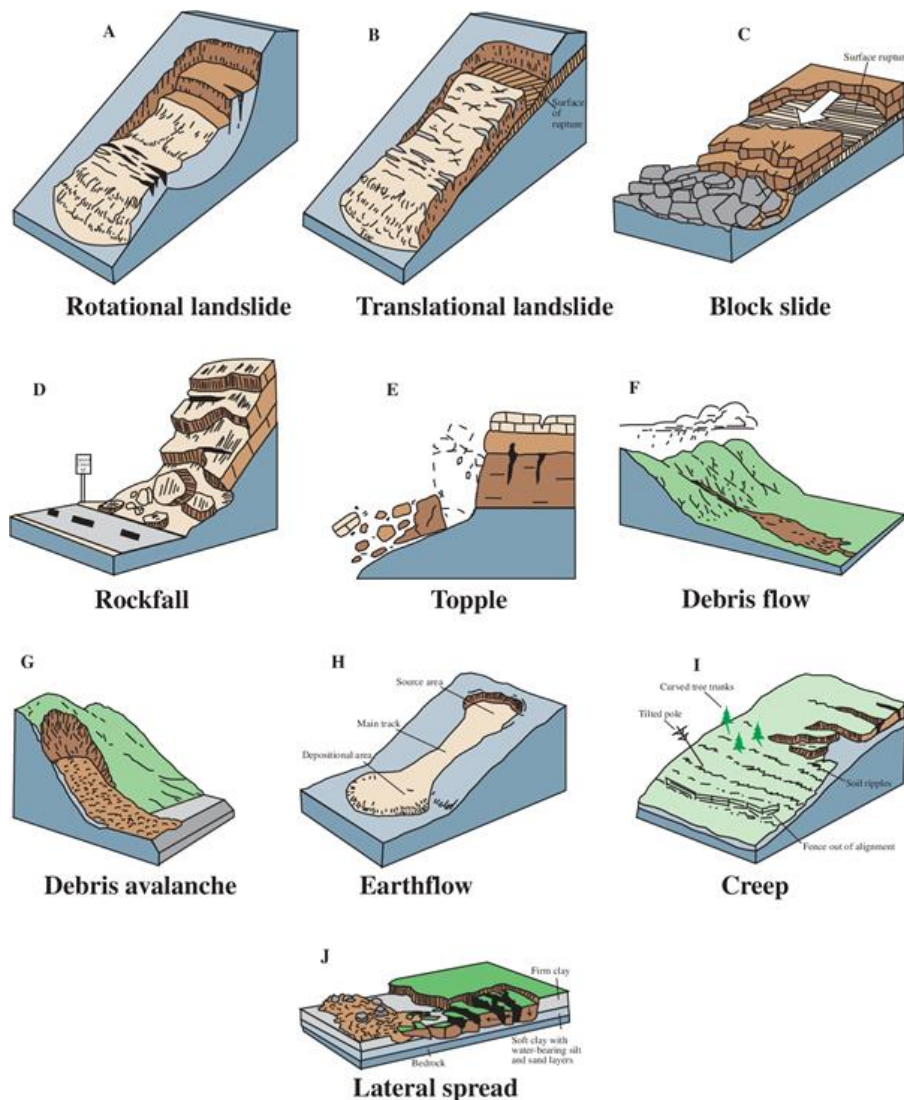 A
B
C
Surface rupture
Surface
of
rupture
Rotational landslide
Translational landslide
Block slide
D
E
F
Rockfall
Topple
Debris flow
G
H
I
Source area
Curved tree trunks
Main track
Tilted pole
Depositional area
Soil ripples
Fence out of alignment
Debris avalanche
Earthflow
Creep
J
Firm clay
Soft clay with
water-bearing silt
and sand layers
Bedrock
Lateral spread